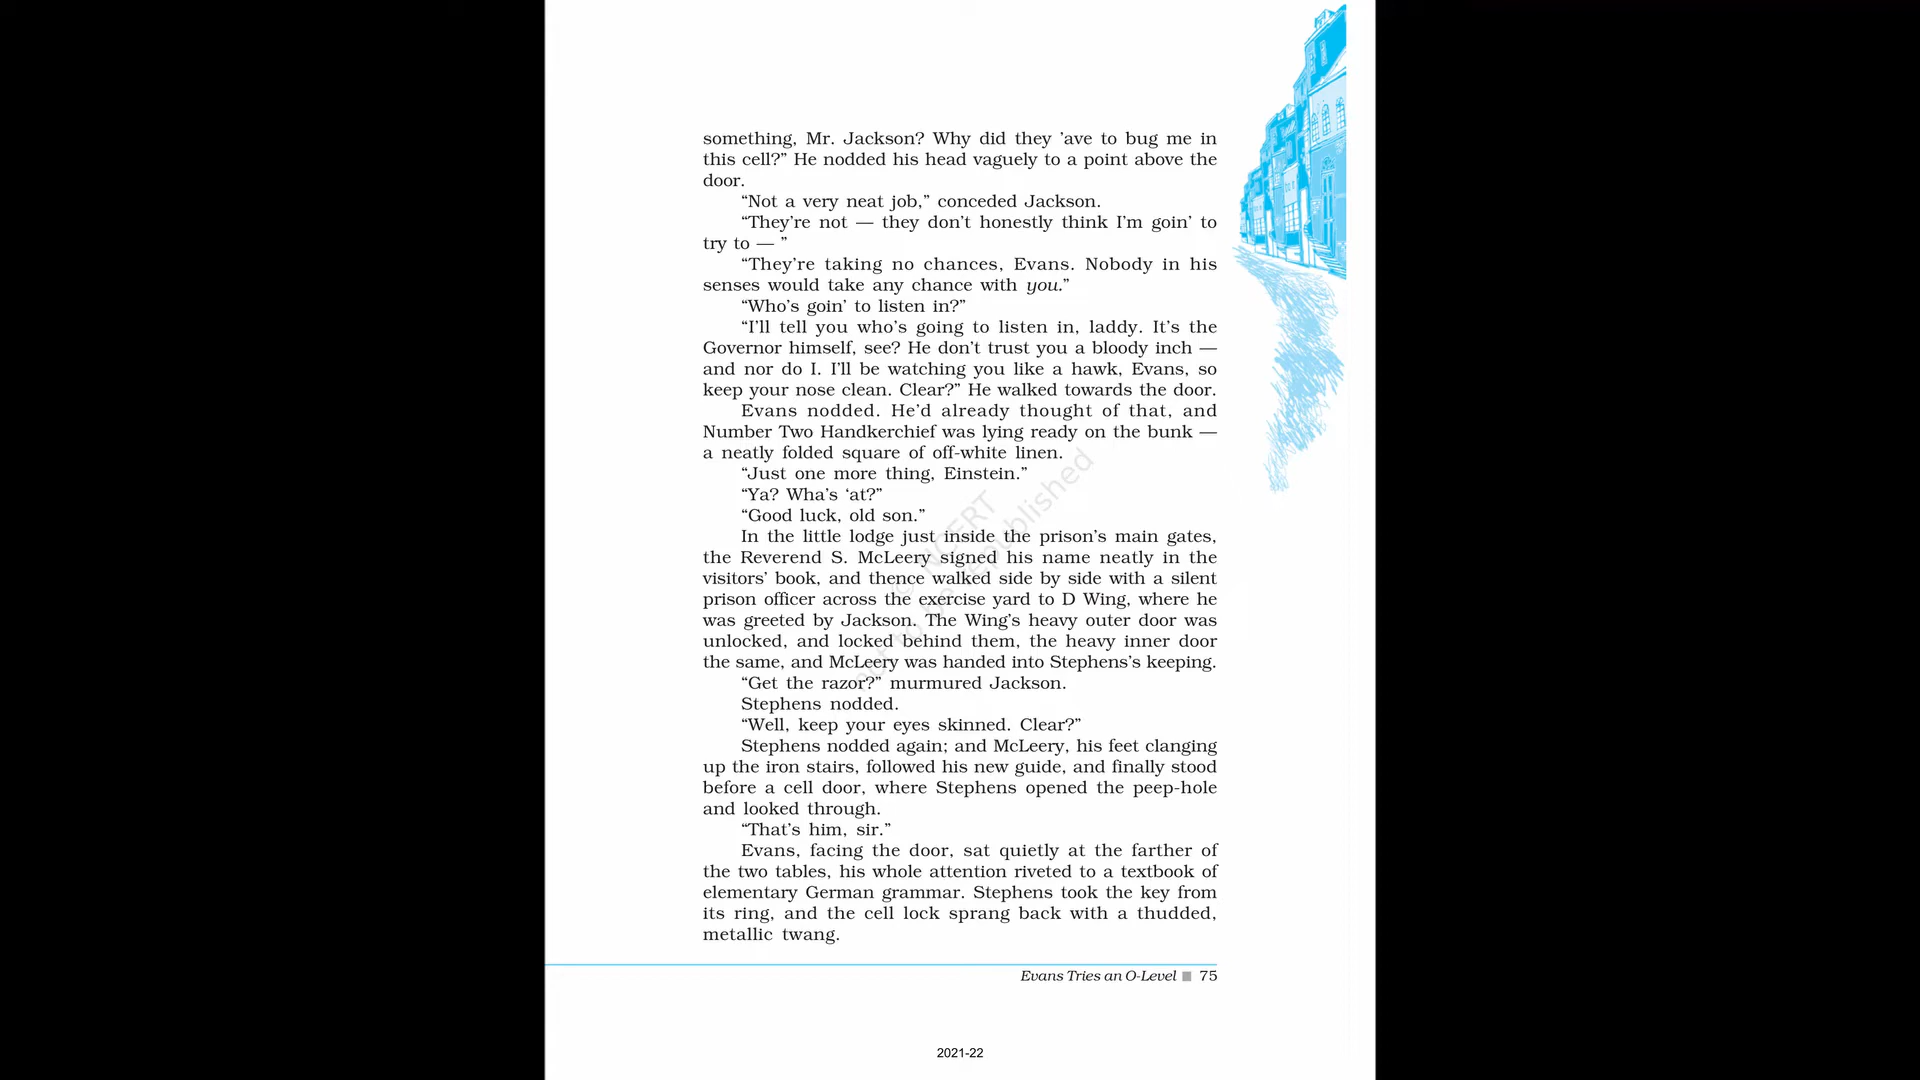 something, Mr. Jackson? Why did they ’ave to bug me in
this cell?” He nodded his head vaguely to a point above the
door.
“Not a very neat job,” conceded Jackson.
“They’re not — they don’t honestly think I’m goin’ to
try to — ”
“They’re taking no chances, Evans. Nobody in his
senses would take any chance with you.”
“Who’s goin’ to listen in?”
“I’ll tell you who’s going to listen in, laddy. It’s the
Governor himself, see? He don’t trust you a bloody inch —
and nor do I. I’ll be watching you like a hawk, Evans, so
keep your nose clean. Clear?” He walked towards the door.
Evans nodded. He’d already thought of that, and
Number Two Handkerchief was lying ready on the bunk —
a neatly folded square of off-white linen.
“Just one more thing, Einstein.”
“Ya? Wha’s ‘at?”
“Good luck, old son.”
In the little lodge just inside the prison’s main gates,
the Reverend S. McLeery signed his name neatly in the
visitors’ book, and thence walked side by side with a silent
prison officer across the exercise yard to D Wing, where he
was greeted by Jackson. The Wing’s heavy outer door was
unlocked, and locked behind them, the heavy inner door
the same, and McLeery was handed into Stephens’s keeping.
“Get the razor?” murmured Jackson.
Stephens nodded.
“Well, keep your eyes skinned. Clear?”
Stephens nodded again; and McLeery, his feet clanging
up the iron stairs, followed his new guide, and finally stood
before a cell door, where Stephens opened the peep-hole
and looked through.
“That’s him, sir.”
Evans, facing the door, sat quietly at the farther of
the two tables, his whole attention riveted to a textbook of
elementary German grammar. Stephens took the key from
its ring, and the cell lock sprang back with a thudded,
metallic twang.
Evans Tries an O-Level ■ 75
2021-22
© NCERT
not to be republished